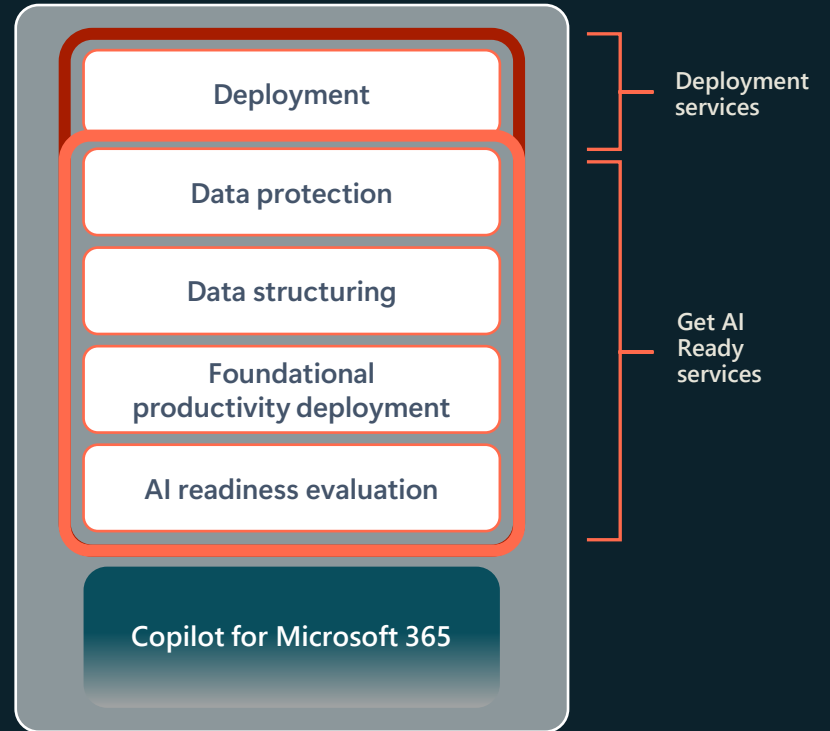 Deployment
Deployment
services
Data protection
Data structuring
Get AI
Ready
services
Foundational
productivity deployment
AI readiness evaluation
Copilot for Microsoft 365